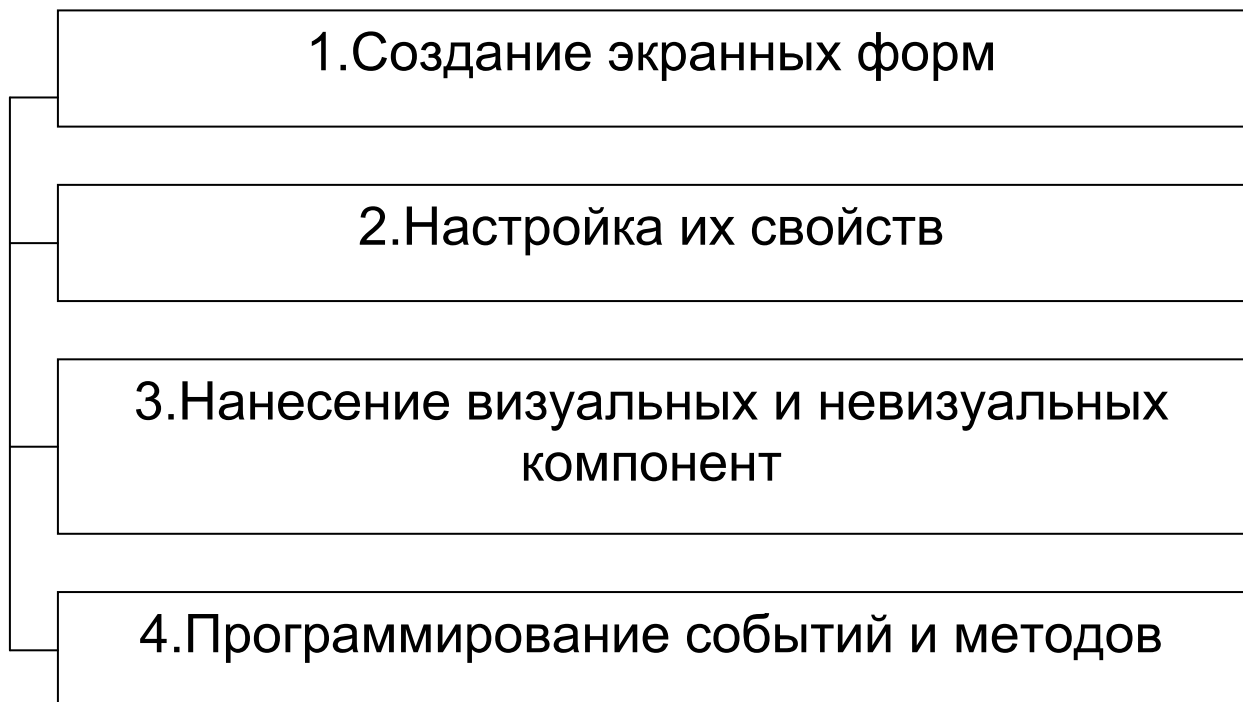 1.Создание экранных форм
2.Настройка их свойств
3.Нанесение визуальных и невизуальных
компонент
4.Программирование событий и методов